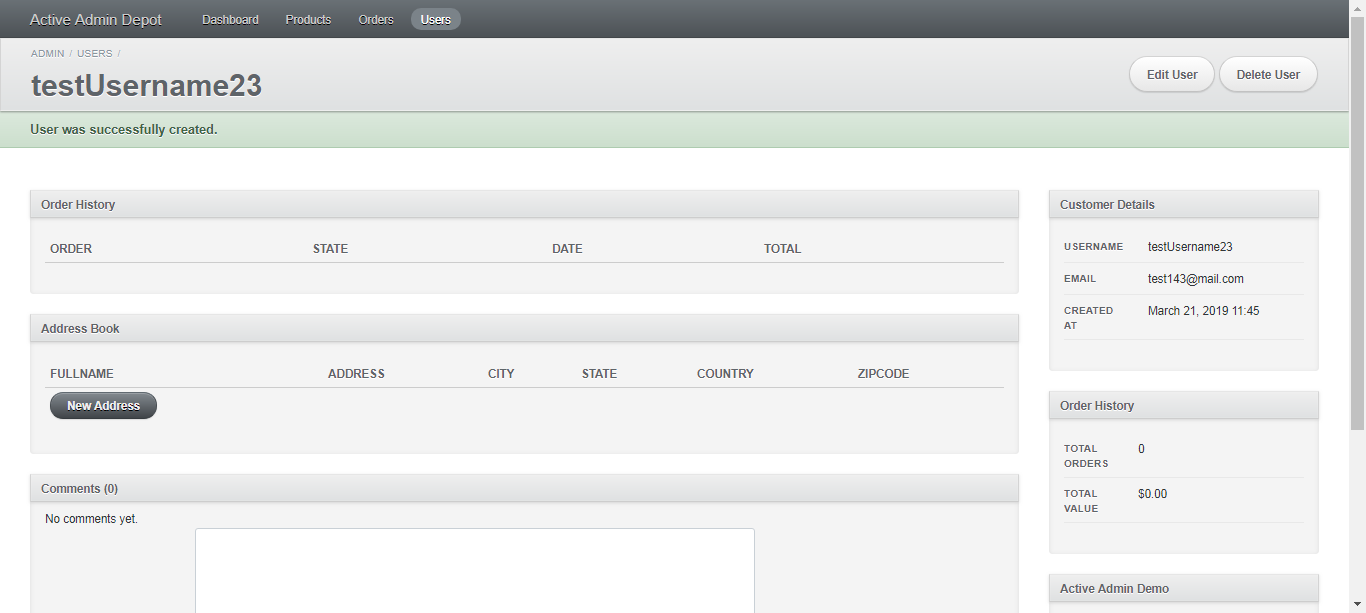 Active Admin Depot Dashboard Products Orders Users
ADMIN / USERS /
testUsername23
Edit User Delete User
User was successfully created.
Order History
ORDER STATE DATE TOTAL
Address Book
FULLNAME ADDRESS CITY STATE COUNTRY ZIPCODE
New Address
Comments (0)
No comments yet.
Customer Details
USERNAME testUsername23
EMAIL test143@mail.com
CREATED March 21, 2019 11:45
AT
Order History
TOTAL 0
ORDERS
TOTAL $0.00
VALUE
Active Admin Demo